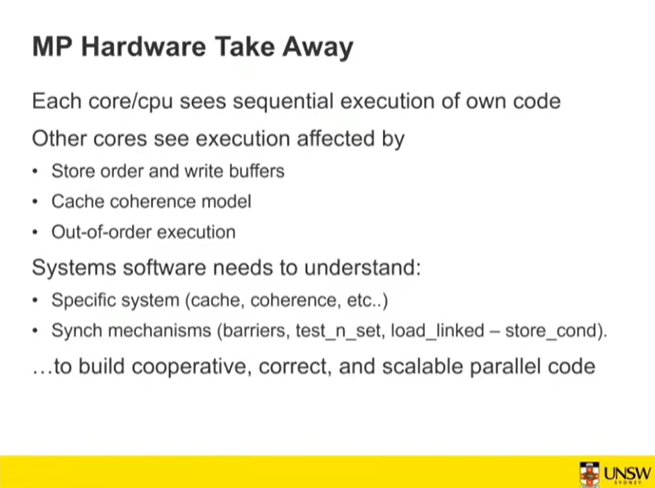 MP Hardware Take Away
Each core/cpu sees sequential execution of own code
Other cores see execution affected by
• Store order and write buffers
• Cache coherence model
• Out-of-order execution
Systems software needs to understand:
• Specific system (cache, coherence, etc..)
• Synch mechanisms (barriers, test_n_set, load_linked – store_cond).
…to build cooperative, correct, and scalable parallel code
UNSW
SYDNEY